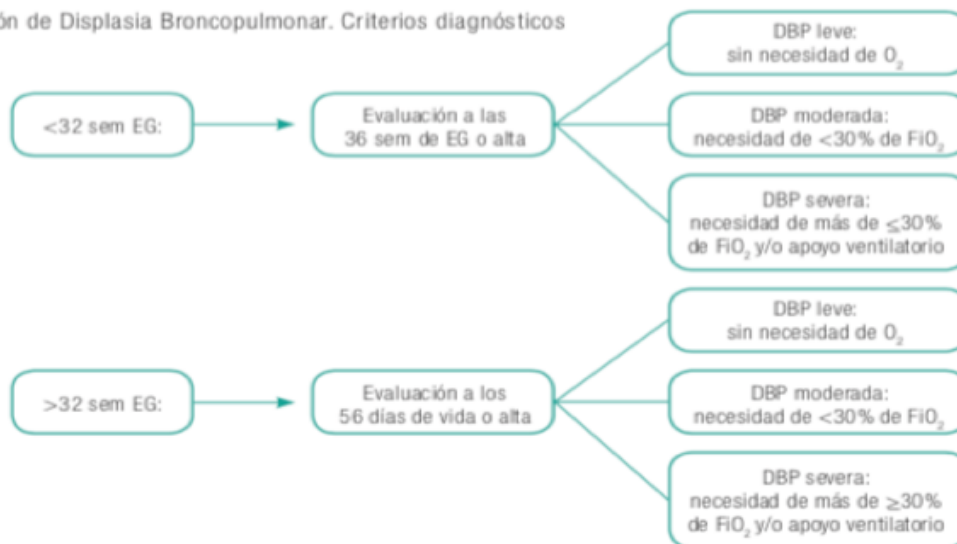 ón de Displasia Broncopulmonar. Criterios diagnósticos
<32 sem EG:
Evaluación a las
36 sem de EG o alta
DBP leve:
sin necesidad de O₂
DBP moderada:
necesidad de <30% de FiO₂
DBP severa:
necesidad de más de ≤30%
de FiO₂ y/o apoyo ventilatorio
>32 sem EG:
Evaluación a los
56 días de vida o alta
DBP leve:
sin necesidad de O₂
DBP moderada:
necesidad de <30% de FiO₂
DBP severa:
necesidad de más de ≥30%
de FiO₂ y/o apoyo ventilatorio